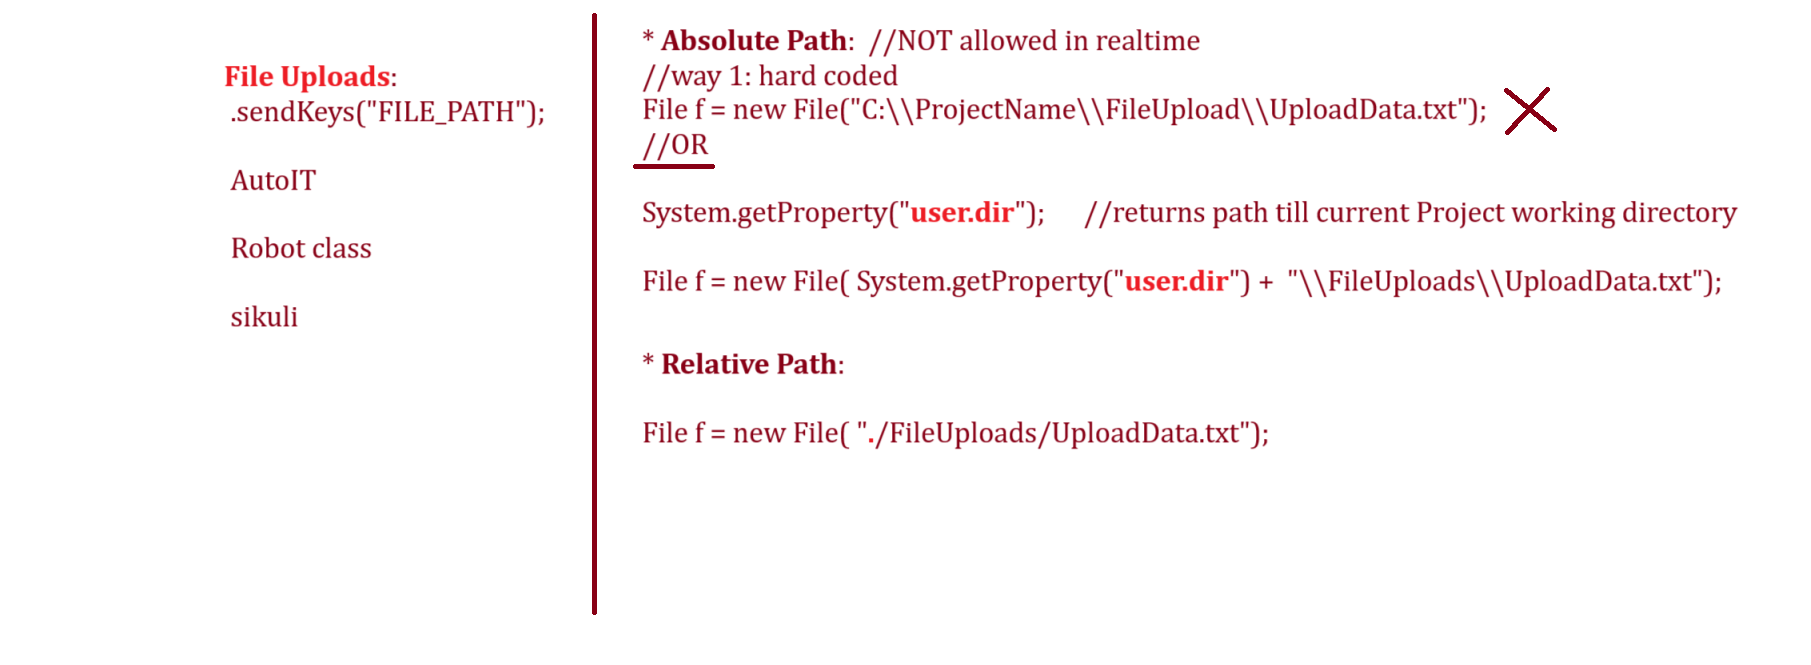 File Uploads:
.sendKeys("FILE_PATH");
AutoIT
Robot class
sikuli
* Absolute Path:  //NOT allowed in realtime
//way 1: hard coded
File f = new File("C:\\ProjectName\\FileUpload\\UploadData.txt");
//OR
System.getProperty("user.dir");     //returns path till current Project working directory
File f = new File( System.getProperty("user.dir") +  "\\FileUploads\\UploadData.txt");
* Relative Path:
File f = new File( "./FileUploads/UploadData.txt");